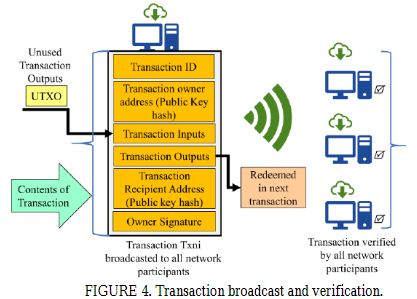 Unused
Transaction
Outputs
UTXO
Contents of
Transaction
Transaction ID
Transaction owner
address (Public Key
hash)
Transaction Inputs
Transaction Outputs
Transaction
Recipient Address
(Public key hash)
Owner Signature
Transaction Txni
broadcasted to all network
participants
Redeemed
in next
transaction
Transaction verified
by all network
participants
FIGURE 4. Transaction broadcast and verification.